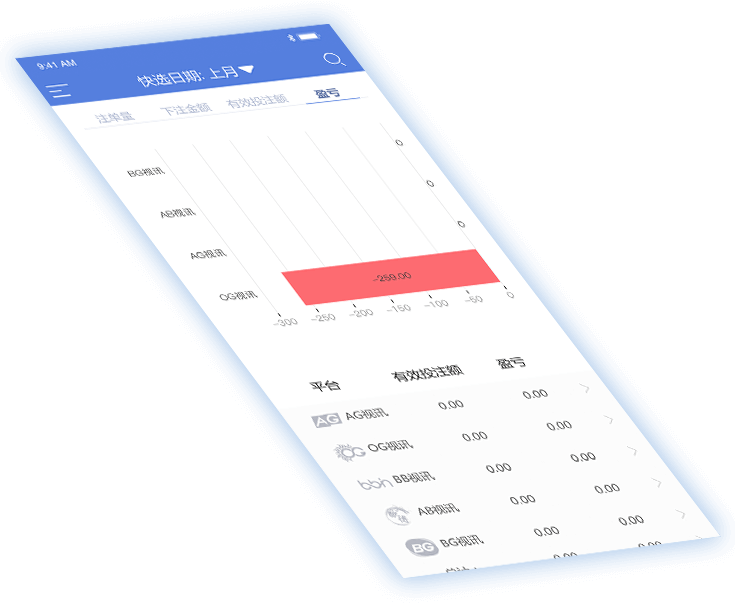 9:41 AM
快选日期: 上月
注单量 下注金额 有效投注额 盈亏
BG视讯 0
AB视讯 0
AG视讯 0
OG视讯 -259.00
-300 -250 -200 -150 -100 -50 0
平台 有效投注额 盈亏
AG AG视讯 0.00 0.00
OG OG视讯 0.00 0.00
bbin BB视讯 0.00 0.00
AB视讯 0.00 0.00
BG BG视讯 0.00 0.00
0.00 0.00